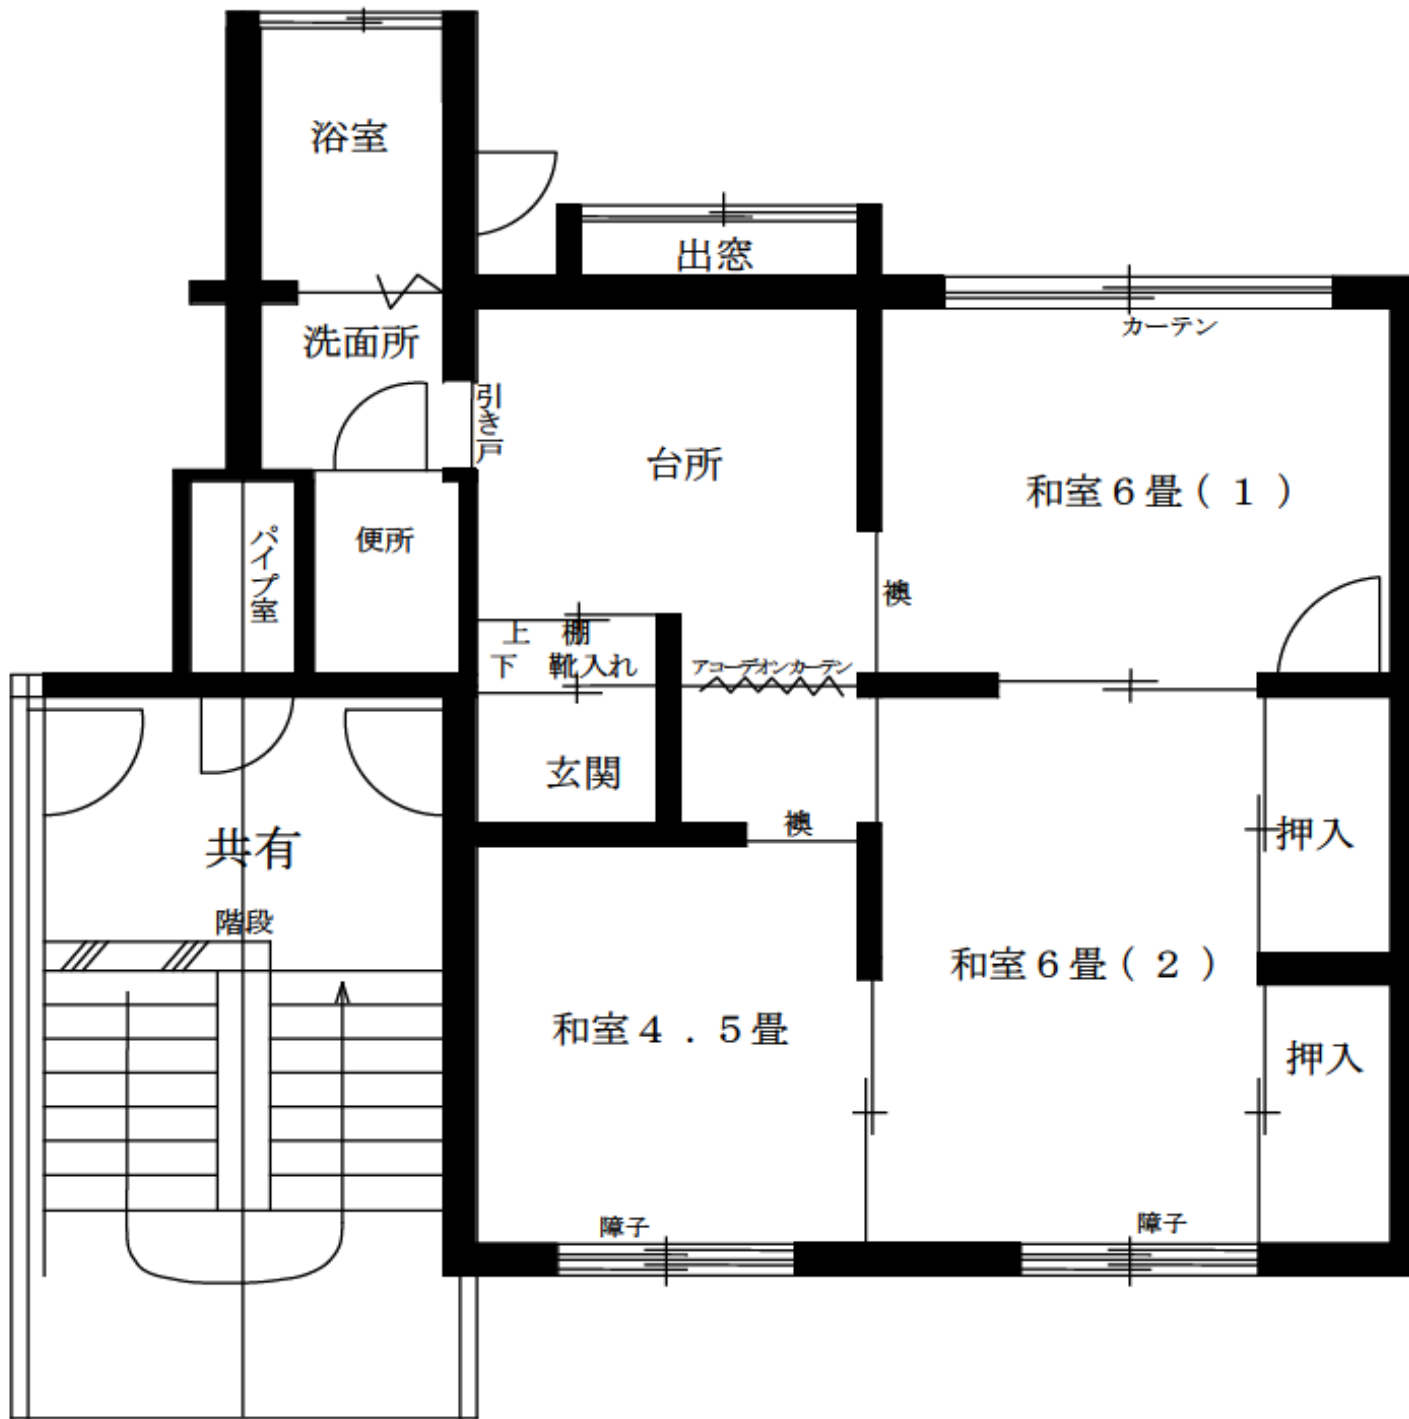 浴室
出窓
カーテン
洗面所
引き戸
台所
和室６畳（１）
パイプ室
便所
襖
上　棚
下　靴入れ
アコーデオンカーテン
玄関
襖
押入
共有
階段
和室６畳（２）
和室４．５畳
押入
障子
障子